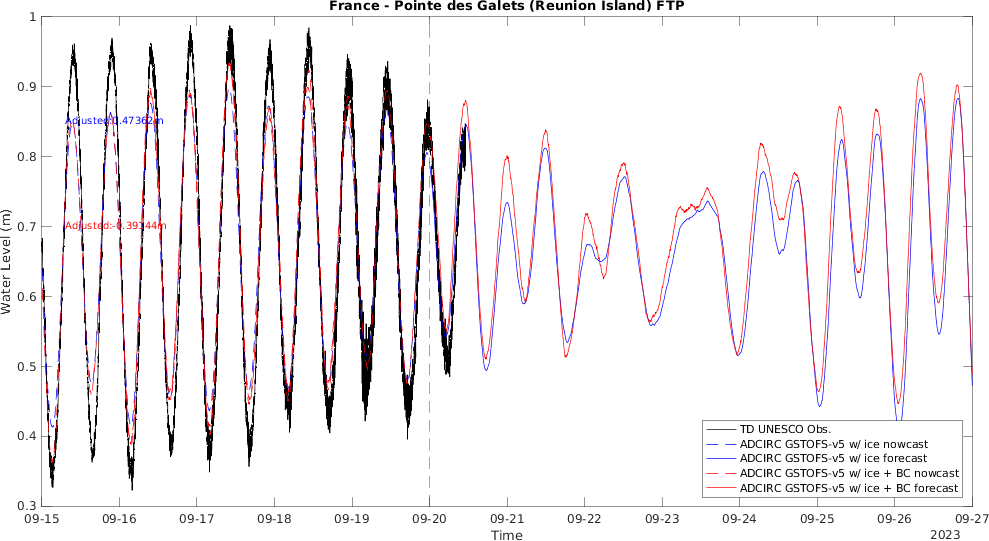 France - Pointe des Galets (Reunion Island) FTP
Water Level (m)
1
0.9
0.8
0.7
0.6
0.5
0.4
0.3
Adjusted:0.47362m
Adjusted:-0.39144m
TD UNESCO Obs.
ADCIRC GSTOFS-v5 w/ ice nowcast
ADCIRC GSTOFS-v5 w/ ice forecast
ADCIRC GSTOFS-v5 w/ ice + BC nowcast
ADCIRC GSTOFS-v5 w/ ice + BC forecast
09-15 09-16 09-17 09-18 09-19 09-20 09-21 09-22 09-23 09-24 09-25 09-26 09-27
Time
2023